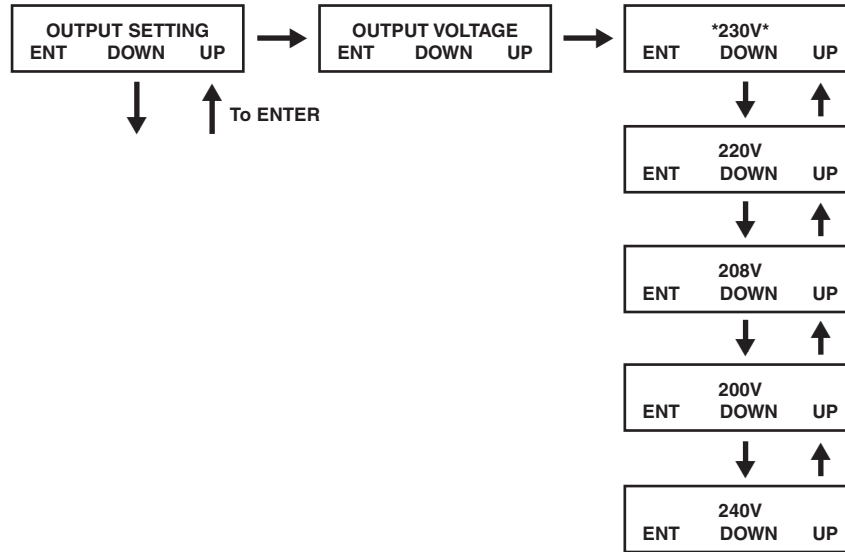 OUTPUT SETTING
ENT DOWN UP
OUTPUT VOLTAGE
ENT DOWN UP
*230V*
ENT DOWN UP
To ENTER
220V
ENT DOWN UP
208V
ENT DOWN UP
200V
ENT DOWN UP
240V
ENT DOWN UP